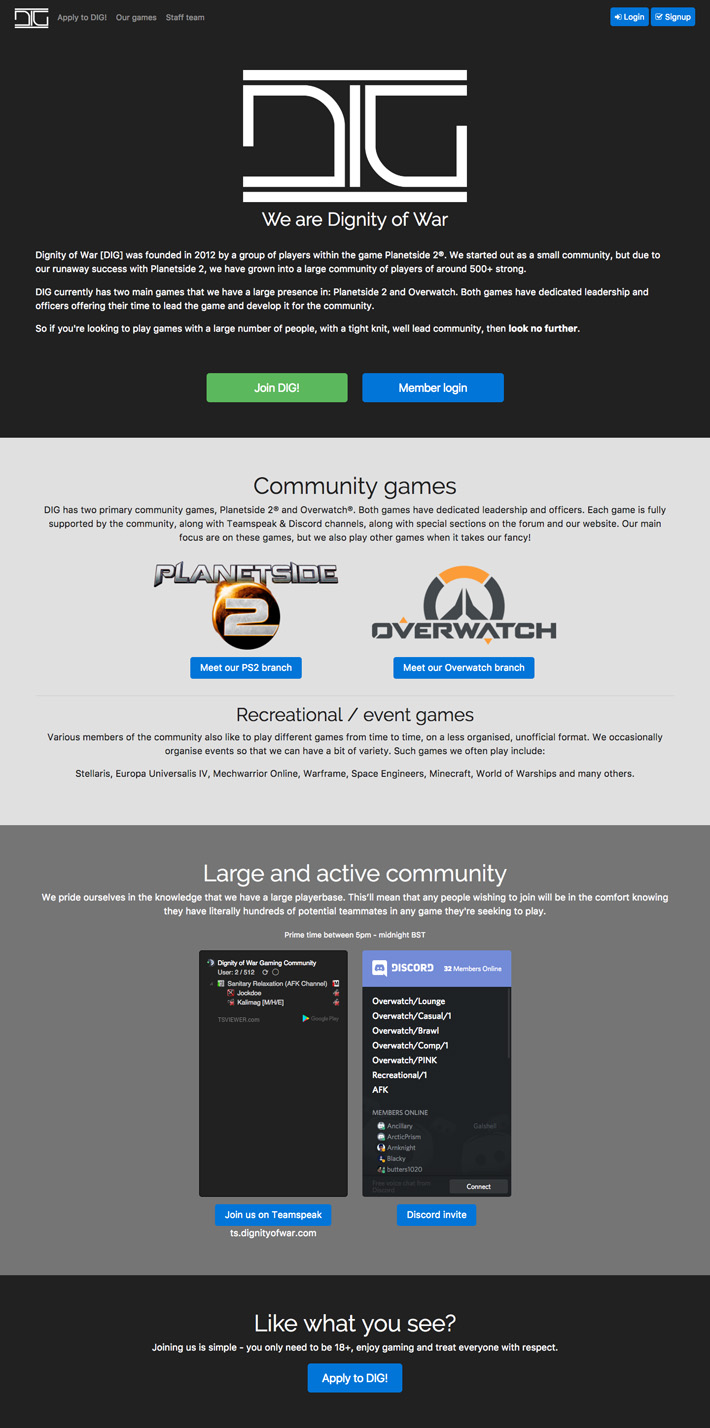 DIG Apply to DIG! Our games Staff team Login Signup
DIG
We are Dignity of War
Dignity of War [DIG] was founded in 2012 by a group of players within the game Planetside 2®. We started out as a small community, but due to
our runaway success with Planetside 2, we have grown into a large community of players of around 500+ strong.
DIG currently has two main games that we have a large presence in: Planetside 2 and Overwatch. Both games have dedicated leadership and
officers offering their time to lead the game and develop it for the community.
So if you're looking to play games with a large number of people, with a tight knit, well lead community, then look no further.
Join DIG! Member login
Community games
DIG has two primary community games, Planetside 2® and Overwatch®. Both games have dedicated leadership and officers. Each game is fully
supported by the community, along with Teamspeak & Discord channels, along with special sections on the forum and our website. Our main
focus are on these games, but we also play other games when it takes our fancy!
PLANETSIDE
2
OVERWATCH
Meet our PS2 branch Meet our Overwatch branch
Recreational / event games
Various members of the community also like to play different games from time to time, on a less organised, unofficial format. We occasionally
organise events so that we can have a bit of variety. Such games we often play include:
Stellaris, Europa Universalis IV, Mechwarrior Online, Warframe, Space Engineers, Minecraft, World of Warships and many others.
Large and active community
We pride ourselves in the knowledge that we have a large playerbase. This'll mean that any people wishing to join will be in the comfort knowing
they have literally hundreds of potential teammates in any game they're seeking to play.
Prime time between 5pm - midnight BST
Dignity of War Gaming Community
User: 2 / 512
Sanitary Relaxation (AFK Channel)
Jockdoe
Kalimag [M/H/E]
TSVIEWER.com Google Play
DISCORD 32 Members Online
Overwatch/Lounge
Overwatch/Casual/1
Overwatch/Brawl
Overwatch/Comp/1
Overwatch/PINK
Recreational/1
AFK
MEMBERS ONLINE
Ancillary
ArcticPrism
Arnknight
Blacky
butters1020
Free voice chat from
Discord
Connect
Join us on Teamspeak
ts.dignityofwar.com
Discord invite
Like what you see?
Joining us is simple - you only need to be 18+, enjoy gaming and treat everyone with respect.
Apply to DIG!